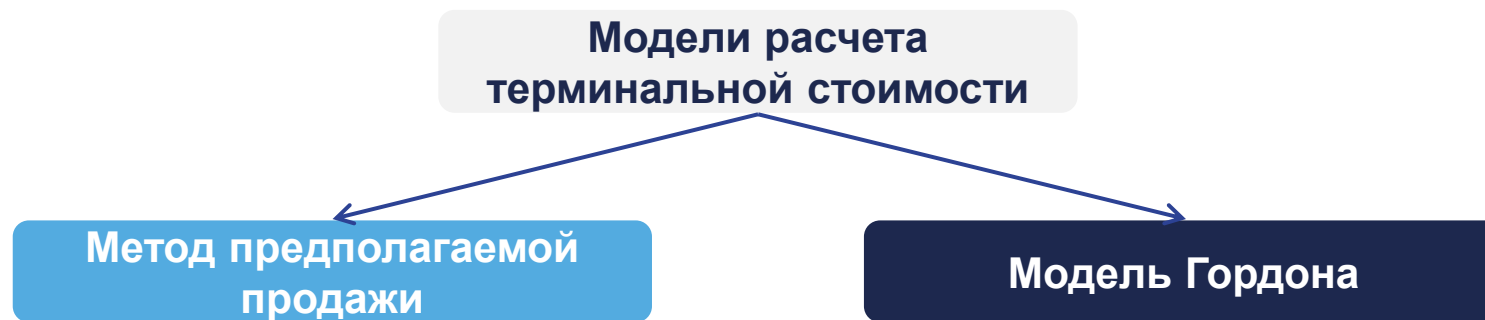 Модели расчета
терминальной стоимости
Метод предполагаемой
продажи
Модель Гордона